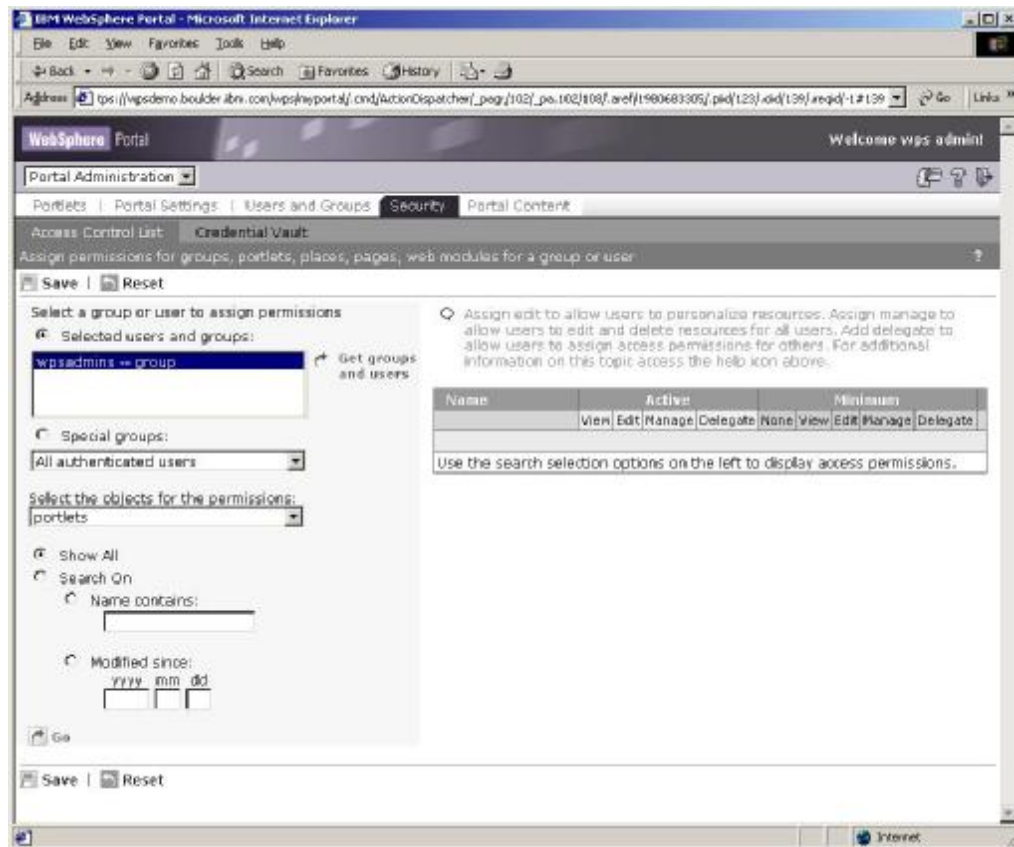 IBM WebSphere Portal - Microsoft Internet Explorer
File Edit View Favorites Tools Help
Back Search Favorites History
Address Go Links
WebSphere Portal Welcome wps admin!
Portal Administration
Portlets | Portal Settings | Users and Groups Security Portal Content
Access Control List Credential Vault
Assign permissions for groups, portlets, places, pages, web modules for a group or user ?
Save | Reset
Select a group or user to assign permissions
Selected users and groups:
wpsadmins -- group
Get groups
and users
Special groups:
All authenticated users
Select the objects for the permissions:
portlets
Show All
Search On
Name contains:
Modified since:
yyyy mm dd
Go
Assign edit to allow users to personalize resources. Assign manage to
allow users to edit and delete resources for all users. Add delegate to
allow users to assign access permissions for others. For additional
information on this topic access the help icon above.
Name Active Minimum
View Edit Manage Delegate None View Edit Manage Delegate
Use the search selection options on the left to display access permissions.
Save | Reset
Internet